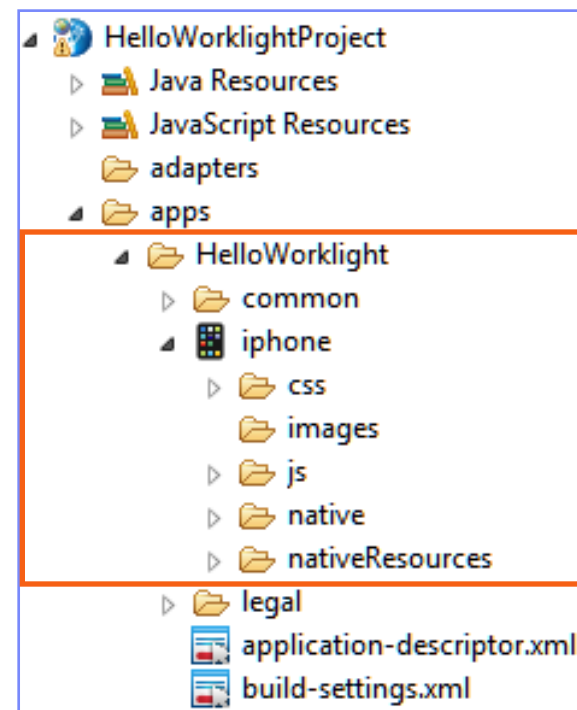 HelloWorklightProject
Java Resources
JavaScript Resources
adapters
apps
HelloWorklight
common
iphone
css
images
js
native
nativeResources
legal
application-descriptor.xml
build-settings.xml